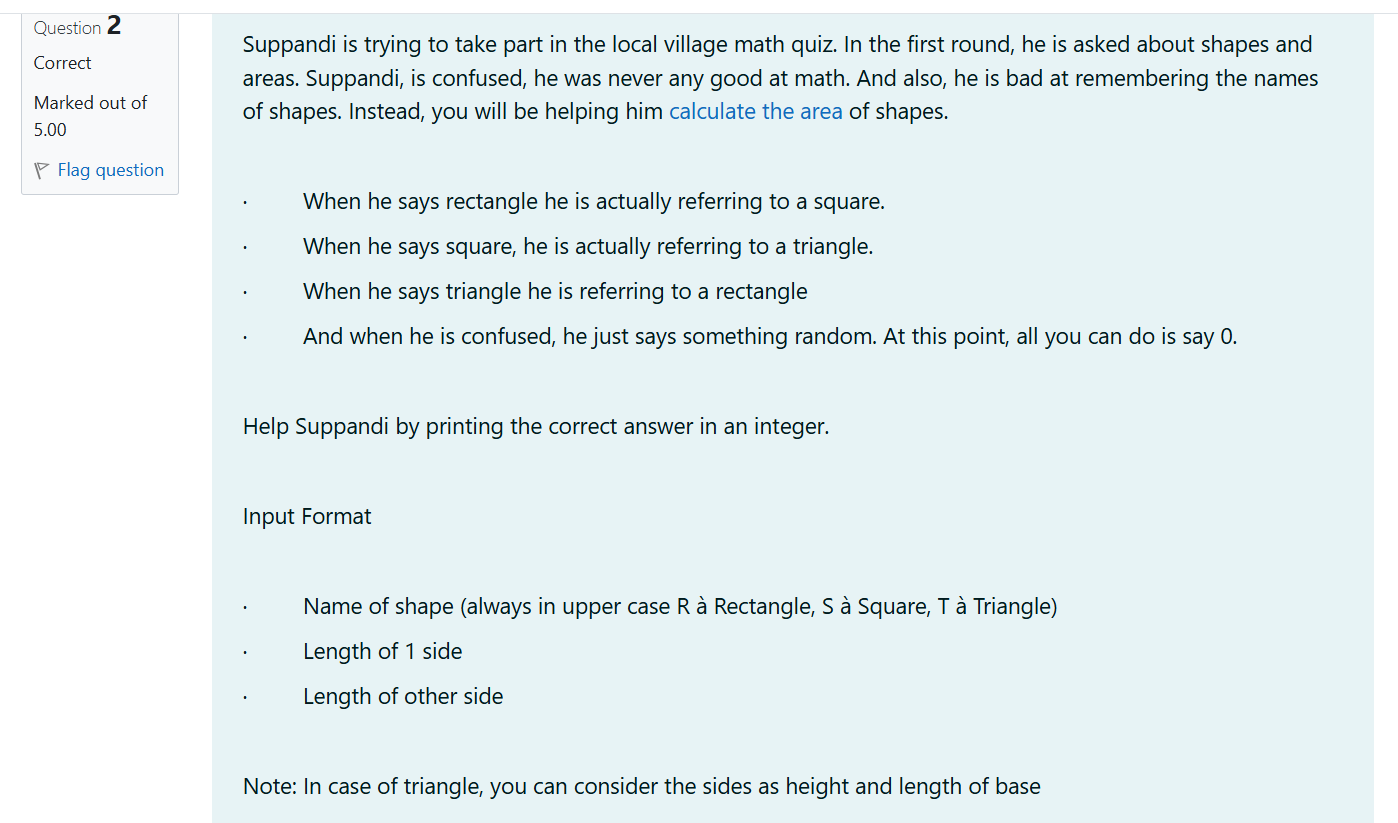 Question 2
Correct
Marked out of
5.00
Flag question
Suppandi is trying to take part in the local village math quiz. In the first round, he is asked about shapes and
areas. Suppandi, is confused, he was never any good at math. And also, he is bad at remembering the names
of shapes. Instead, you will be helping him calculate the area of shapes.
· When he says rectangle he is actually referring to a square.
· When he says square, he is actually referring to a triangle.
· When he says triangle he is referring to a rectangle
· And when he is confused, he just says something random. At this point, all you can do is say 0.
Help Suppandi by printing the correct answer in an integer.
Input Format
· Name of shape (always in upper case R à Rectangle, S à Square, T à Triangle)
· Length of 1 side
· Length of other side
Note: In case of triangle, you can consider the sides as height and length of base